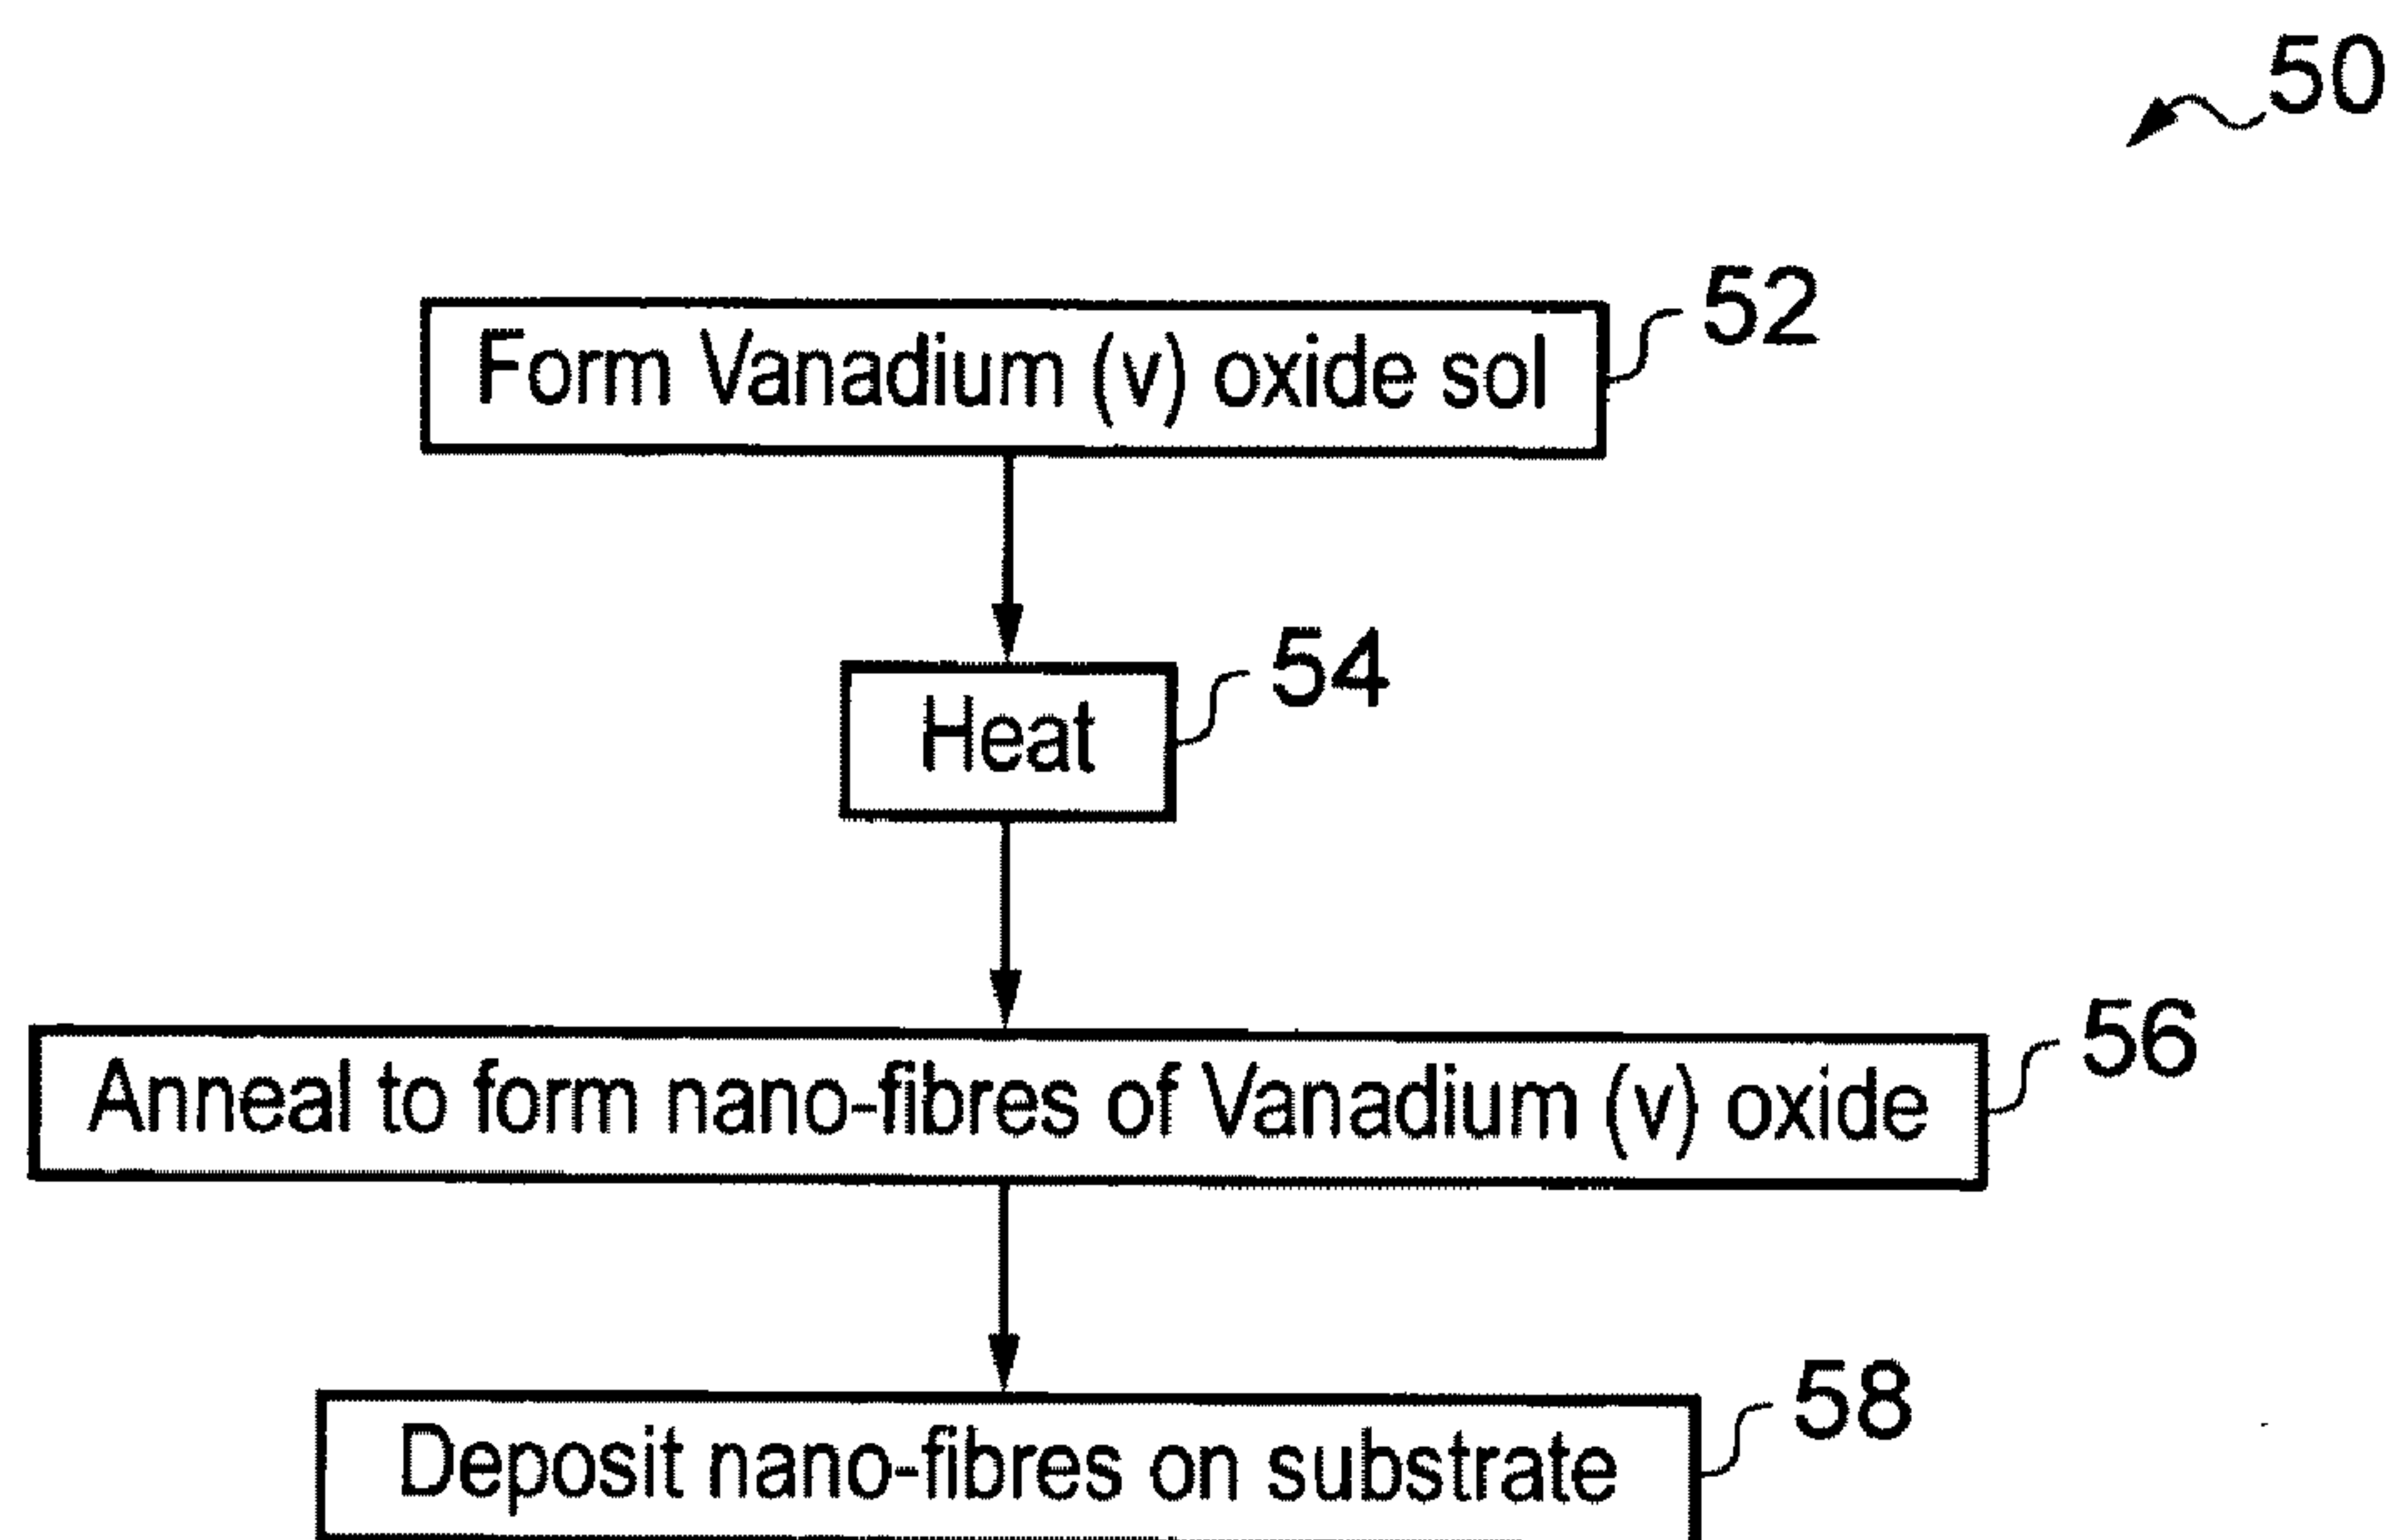 50
Form Vanadium (v) oxide sol
52
Heat
54
Anneal to form nano-fibres of Vanadium (v) oxide
56
Deposit nano-fibres on substrate
58